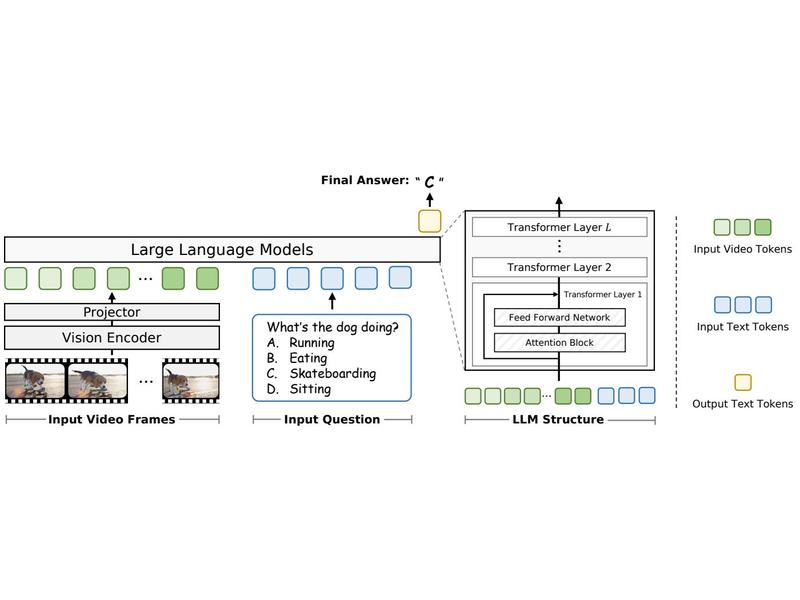 Final Answer: “ C ”
Large Language Models
...
Projector
Vision Encoder
...
Input Video Frames
What's the dog doing?
A. Running
B. Eating
C. Skateboarding
D. Sitting
Input Question
Transformer Layer L
Transformer Layer 2
Transformer Layer 1
Feed Forward Network
Attention Block
...
LLM Structure
Input Video Tokens
Input Text Tokens
Output Text Tokens